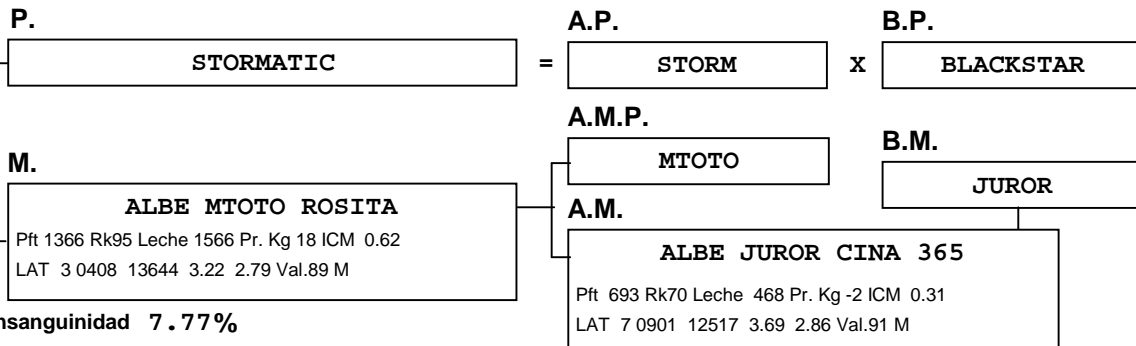 P.
STORMATIC
=
A.P.
STORM
X
B.P.
BLACKSTAR
M.
ALBE MTOTO ROSITA
Pft 1366 Rk95 Leche 1566 Pr. Kg 18 ICM 0.62
LAT 3 0408 13644 3.22 2.79 Val.89 M
A.M.P.
MTOTO
B.M.
JUROR
A.M.
ALBE JUROR CINA 365
Pft 693 Rk70 Leche 468 Pr. Kg -2 ICM 0.31
LAT 7 0901 12517 3.69 2.86 Val.91 M
nsanguinidad 7.77%